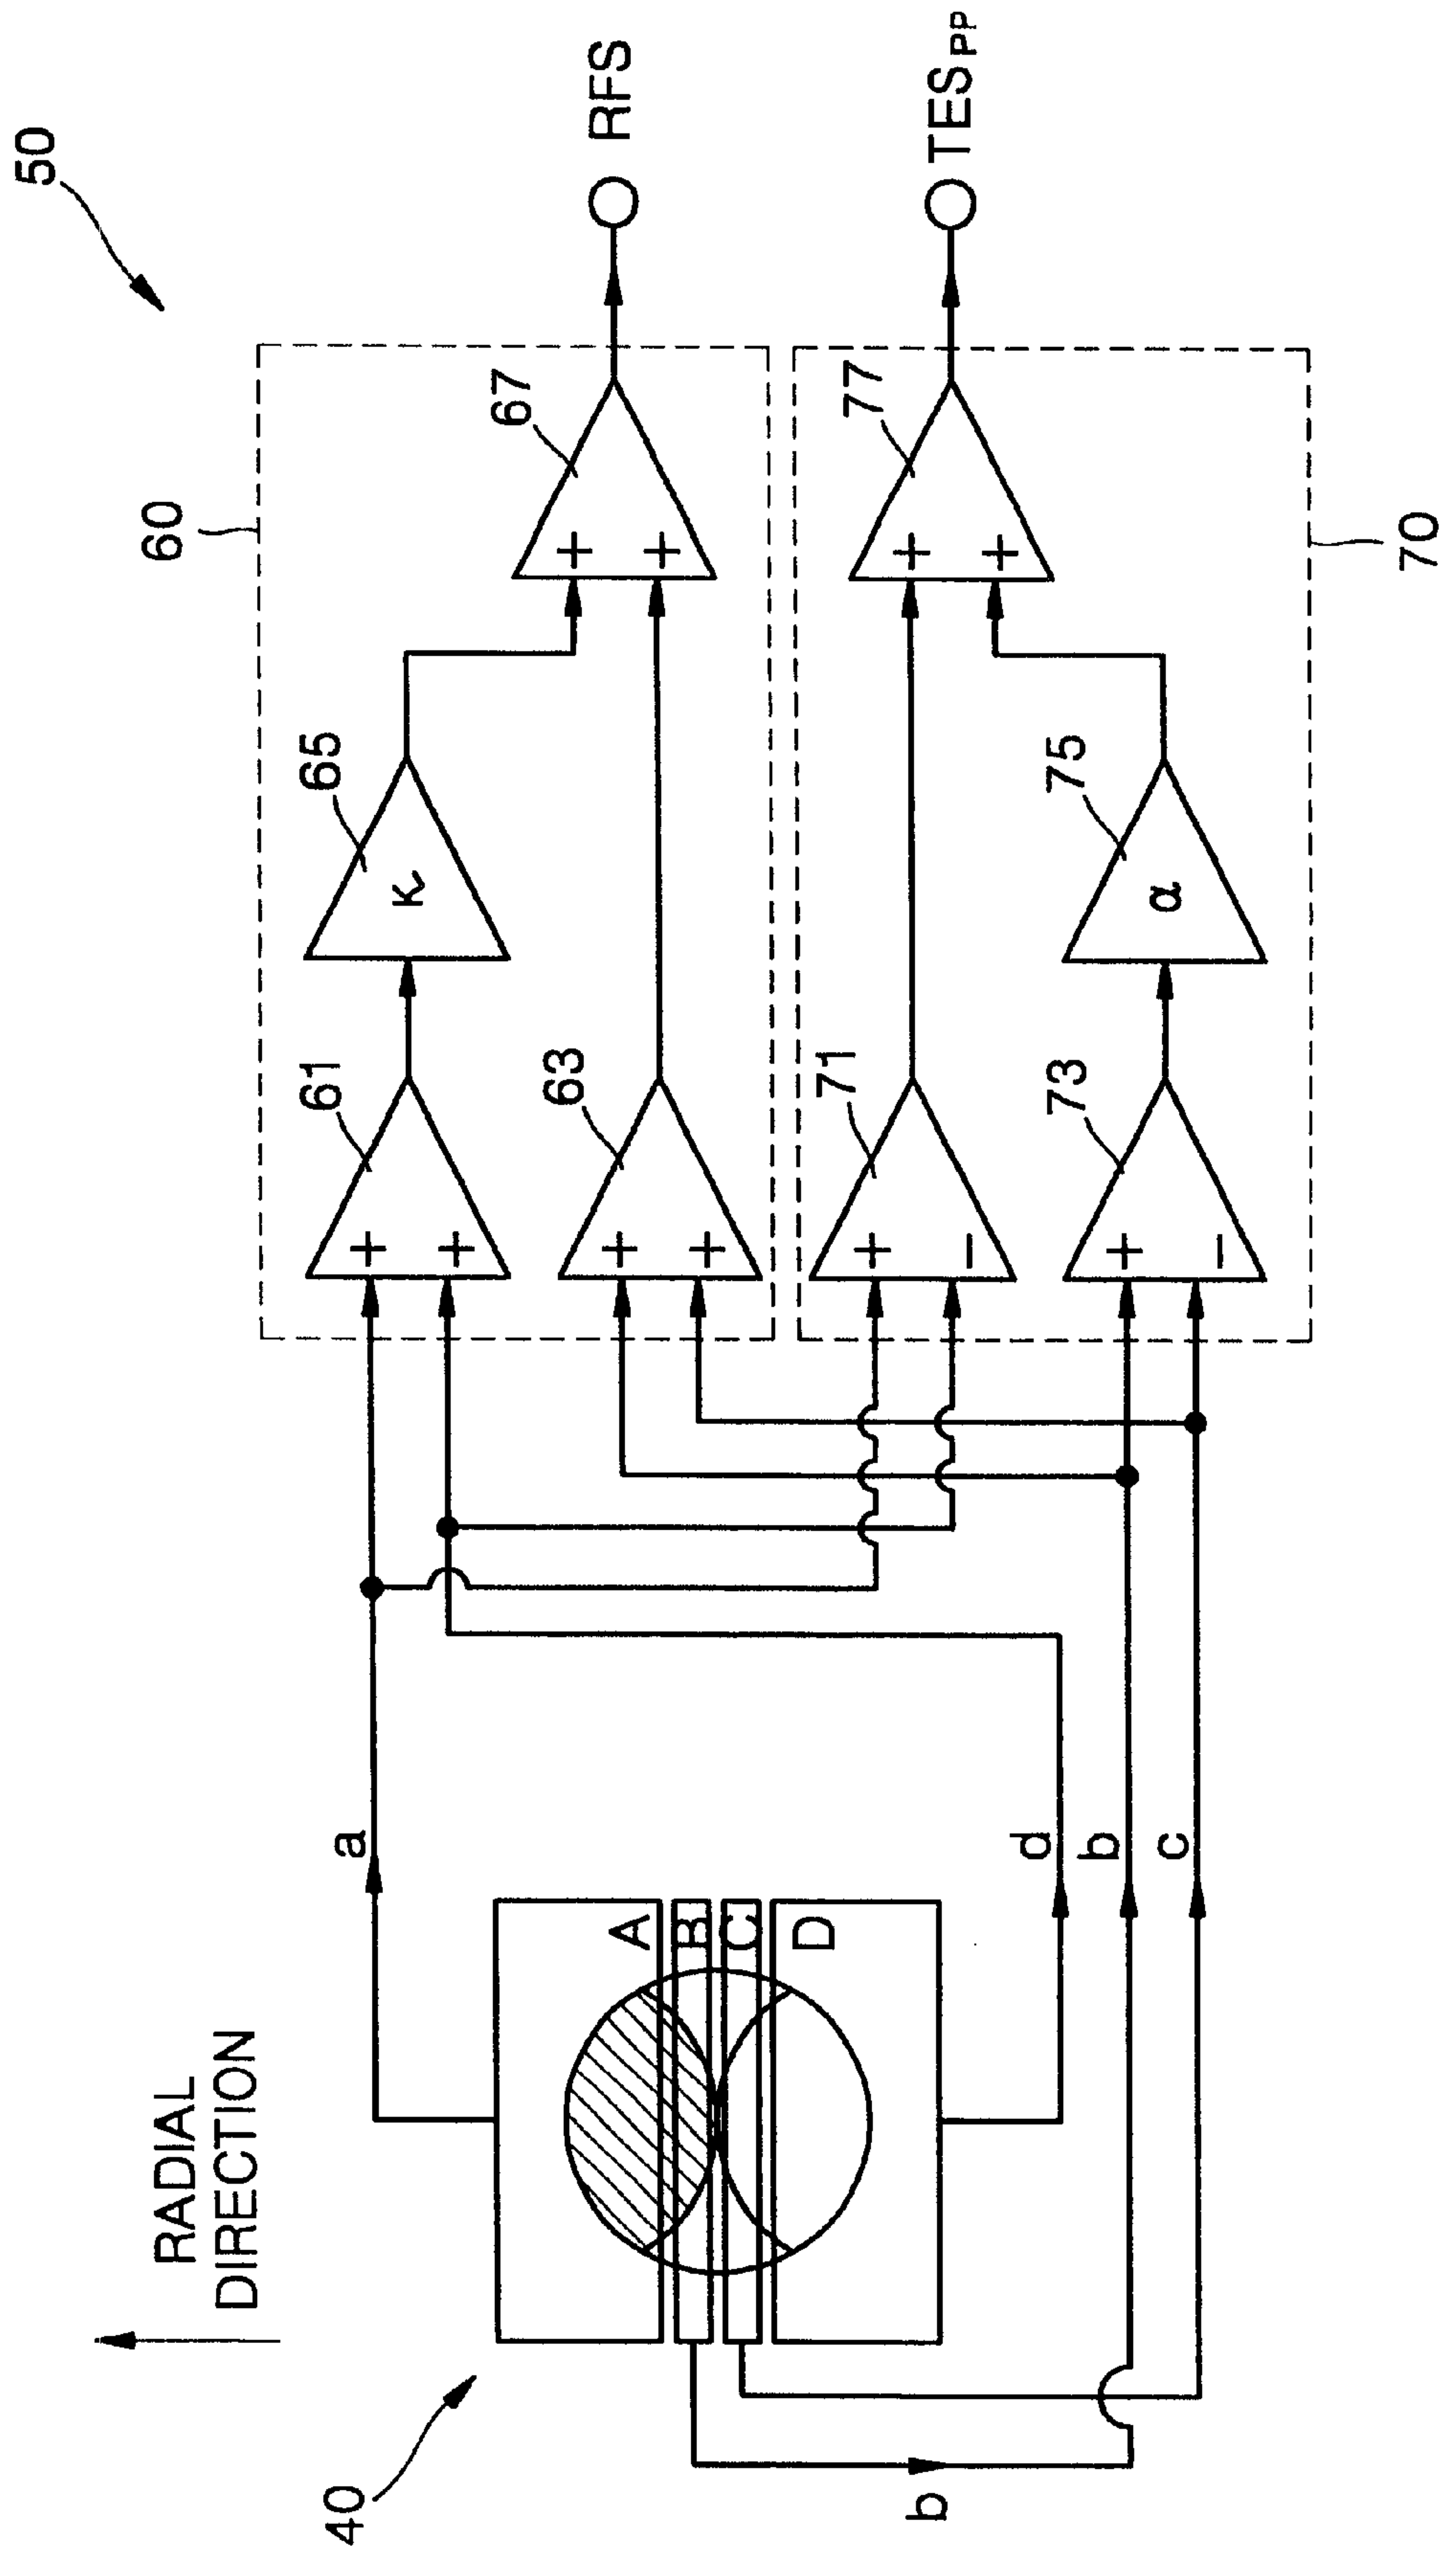 50
60
61
+
+
65
κ
67
+
+
RFS
63
+
+
71
+
−
77
+
+
TESPP
73
+
−
75
α
70
RADIAL
DIRECTION
40
a
A
B
C
D
d
b
c
b